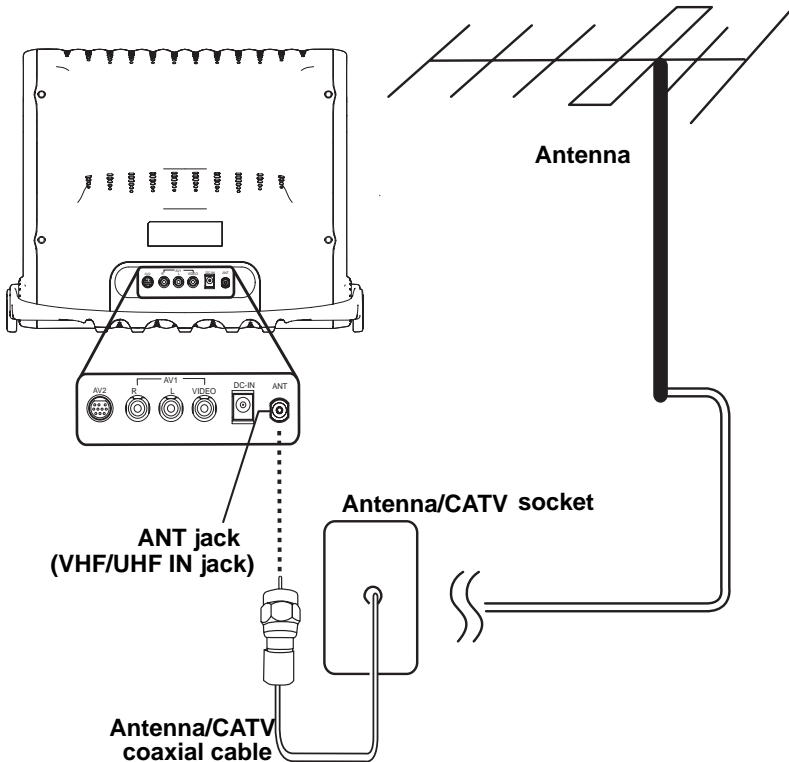 Antenna
AV2
AV1
R
L
VIDEO
DC-IN
ANT
ANT jack
(VHF/UHF IN jack)
Antenna/CATV socket
Antenna/CATV
coaxial cable